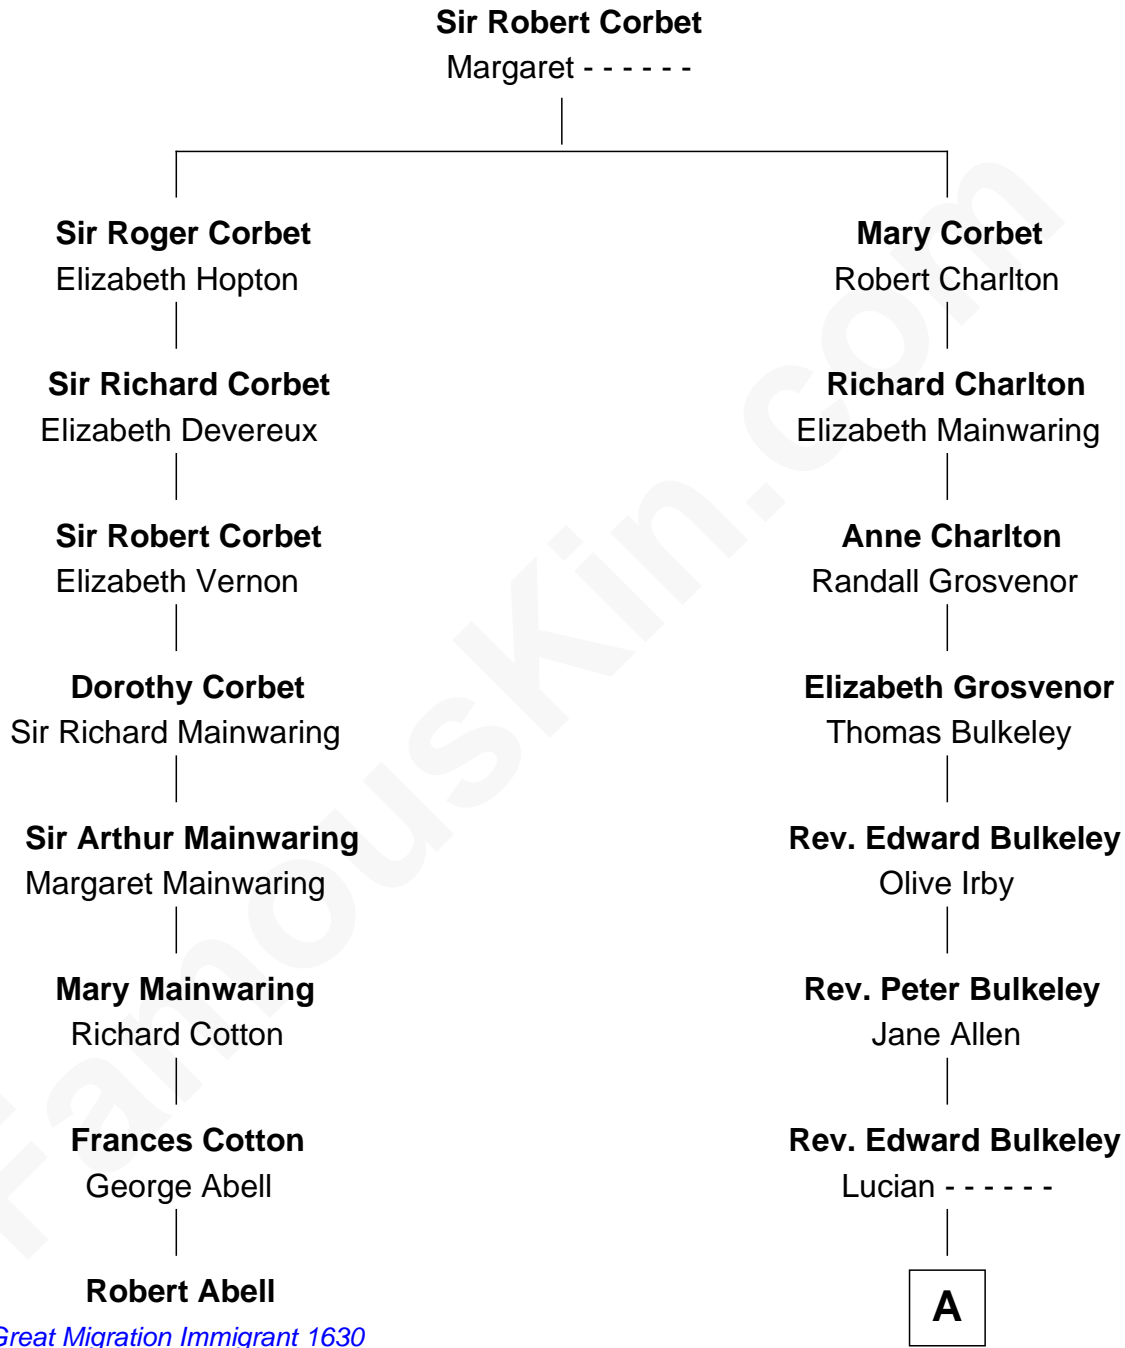 Sir Robert Corbet
Margaret - - - - - -
Sir Roger Corbet
Elizabeth Hopton
Mary Corbet
Robert Charlton
Sir Richard Corbet
Elizabeth Devereux
Richard Charlton
Elizabeth Mainwaring
Sir Robert Corbet
Elizabeth Vernon
Anne Charlton
Randall Grosvenor
Dorothy Corbet
Sir Richard Mainwaring
Elizabeth Grosvenor
Thomas Bulkeley
Sir Arthur Mainwaring
Margaret Mainwaring
Rev. Edward Bulkeley
Olive Irby
Mary Mainwaring
Richard Cotton
Rev. Peter Bulkeley
Jane Allen
Frances Cotton
George Abell
Rev. Edward Bulkeley
Lucian - - - - - -
Robert Abell
Great Migration Immigrant 1630
A
FamousKin.com